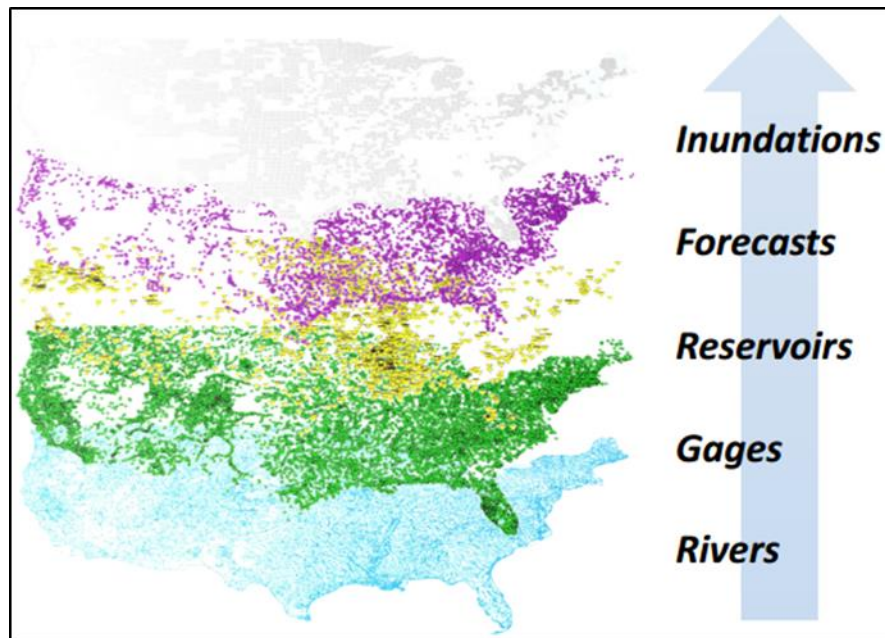 Inundations
Forecasts
Reservoirs
Gages
Rivers